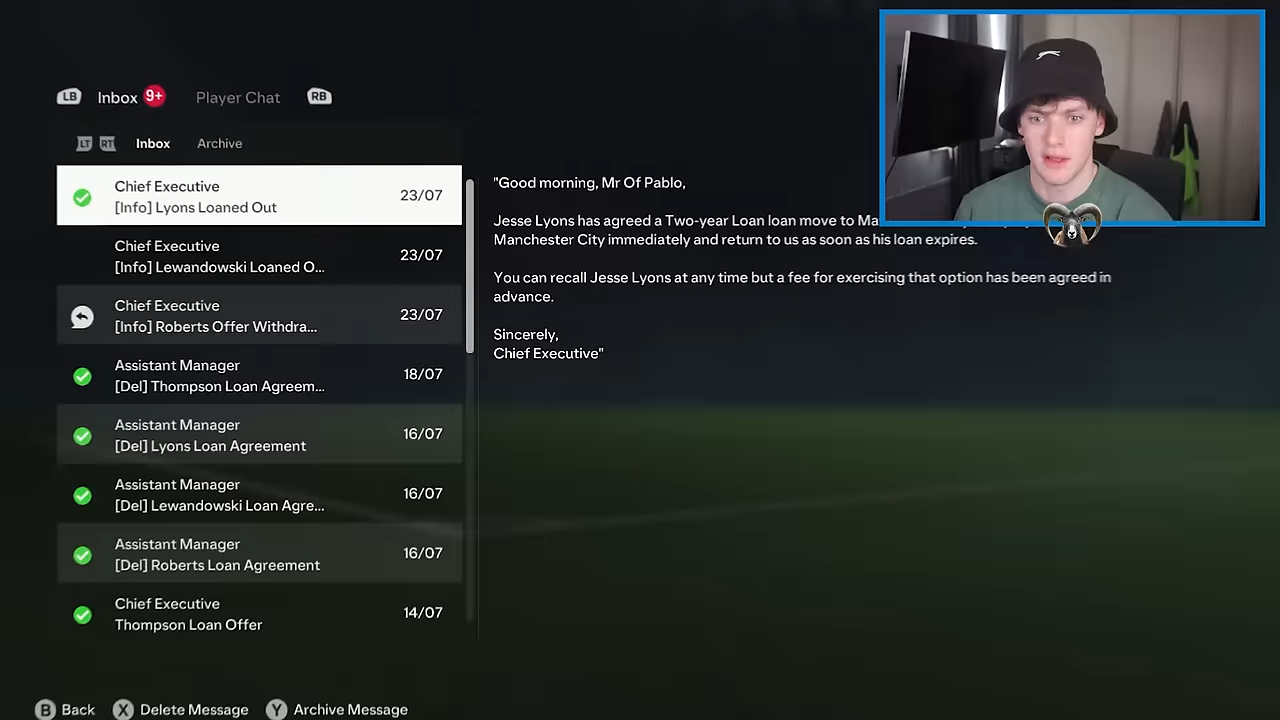 LB Inbox 9+ Player Chat RB
LT RT Inbox Archive
Chief Executive
[Info] Lyons Loaned Out
23/07
Chief Executive
[Info] Lewandowski Loaned O...
23/07
Chief Executive
[Info] Roberts Offer Withdra...
23/07
Assistant Manager
[Del] Thompson Loan Agreem...
18/07
Assistant Manager
[Del] Lyons Loan Agreement
16/07
Assistant Manager
[Del] Lewandowski Loan Agre...
16/07
Assistant Manager
[Del] Roberts Loan Agreement
16/07
Chief Executive
Thompson Loan Offer
14/07
"Good morning, Mr Of Pablo,
Jesse Lyons has agreed a Two-year Loan loan move to
Manchester City immediately and return to us as soon as his loan expires.
You can recall Jesse Lyons at any time but a fee for exercising that option has been agreed in
advance.
Sincerely,
Chief Executive"
B Back X Delete Message Y Archive Message